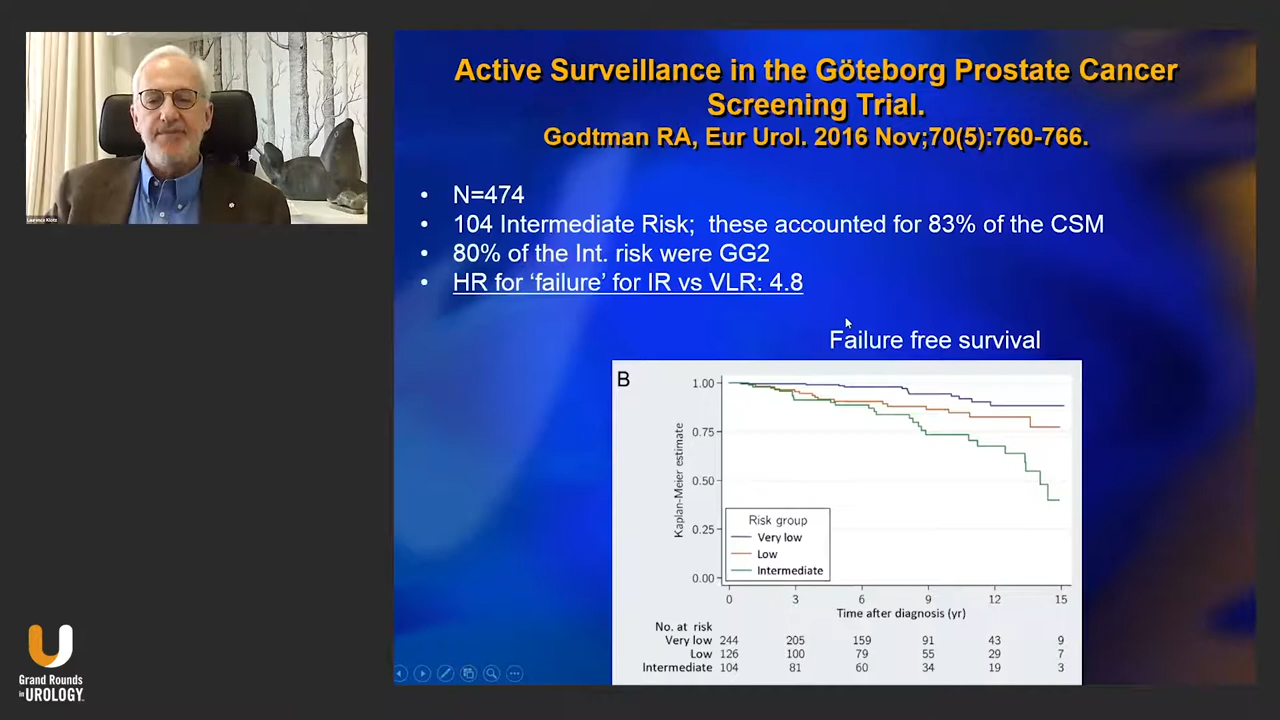 Active Surveillance in the Göteborg Prostate Cancer
Screening Trial.
Godtman RA, Eur Urol. 2016 Nov;70(5):760-766.
• N=474
• 104 Intermediate Risk; these accounted for 83% of the CSM
• 80% of the Int. risk were GG2
• HR for ‘failure’ for IR vs VLR: 4.8
Failure free survival
B
Kaplan-Meier estimate
1.00
0.75
0.50
0.25
0.00
Risk group
Very low
Low
Intermediate
0 3 6 9 12 15
Time after diagnosis (yr)
No. at risk
Very low 244 205 159 91 43 9
Low 126 100 79 55 29 7
Intermediate 104 81 60 34 19 3
Laurence Klotz
Grand Rounds
in UROLOGY